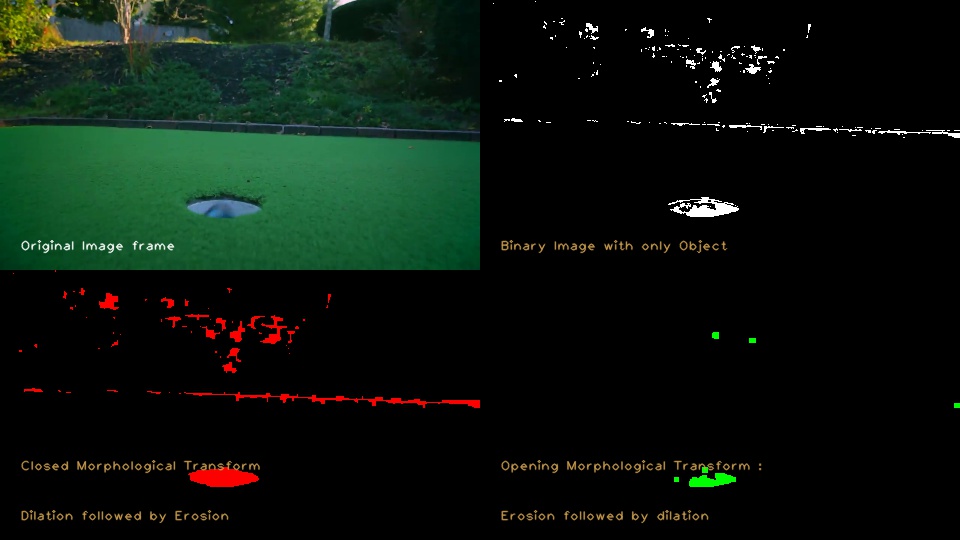 Original Image frame
Binary Image with only Object
Closed Morphological Transform
Dilation followed by Erosion
Opening Morphological Transform :
Erosion followed by dilation